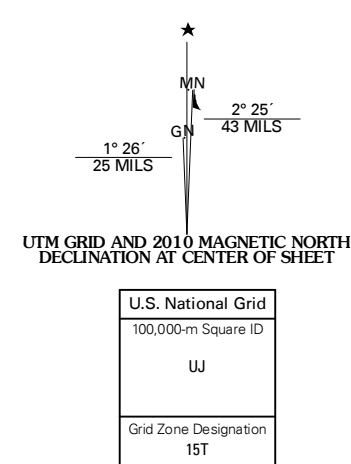 MN
GN
2° 25´
43 MILS
1° 26´
25 MILS
UTM GRID AND 2010 MAGNETIC NORTH
DECLINATION AT CENTER OF SHEET
U.S. National Grid
100,000-m Square ID
UJ
Grid Zone Designation
15T